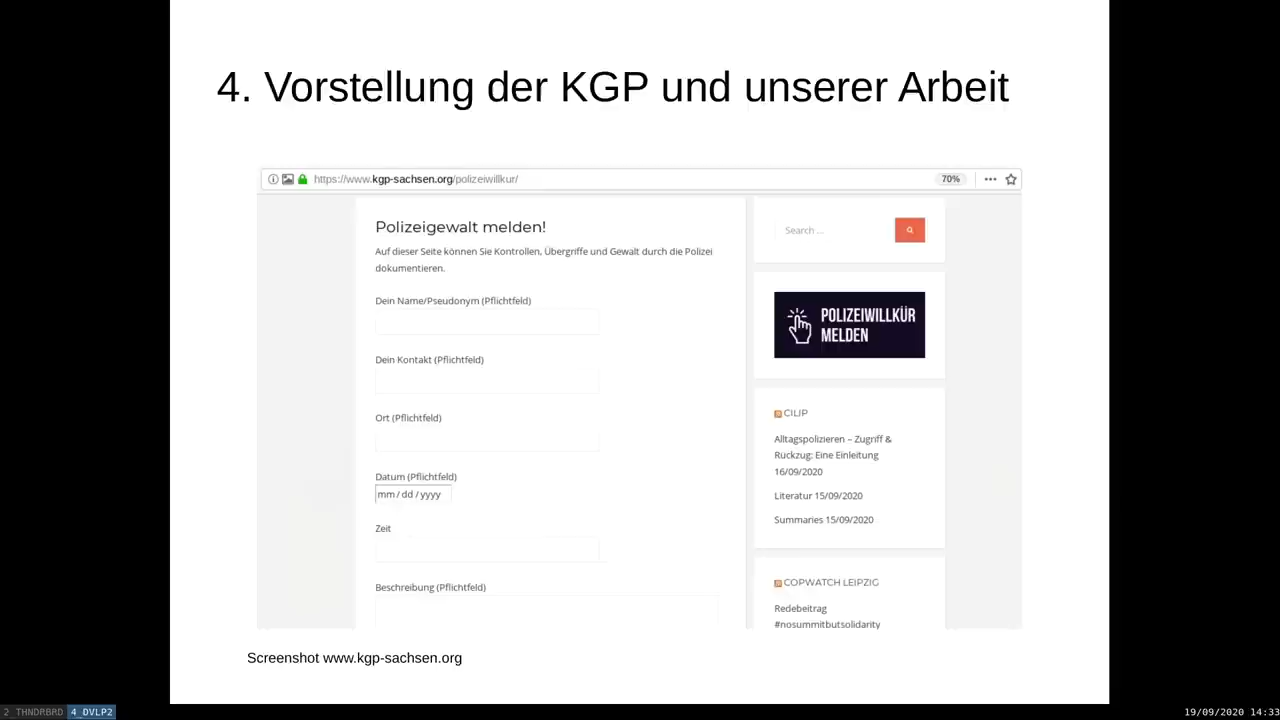 4. Vorstellung der KGP und unserer Arbeit
https://www.kgp-sachsen.org/polizeiwillkur/
70%
Polizeigewalt melden!
Auf dieser Seite können Sie Kontrollen, Übergriffe und Gewalt durch die Polizei
dokumentieren.
Dein Name/Pseudonym (Pflichtfeld)
Dein Kontakt (Pflichtfeld)
Ort (Pflichtfeld)
Datum (Pflichtfeld)
mm / dd / yyyy
Zeit
Beschreibung (Pflichtfeld)
Search ...
POLIZEIWILLKÜR
MELDEN
CILIP
Alltagspolizieren – Zugriff &
Rückzug: Eine Einleitung
16/09/2020
Literatur 15/09/2020
Summaries 15/09/2020
COPWATCH LEIPZIG
Redebeitrag
#nosummitbutsolidarity
Screenshot www.kgp-sachsen.org
2 THNDRBRD 4 DVLP2
19/09/2020 14:33